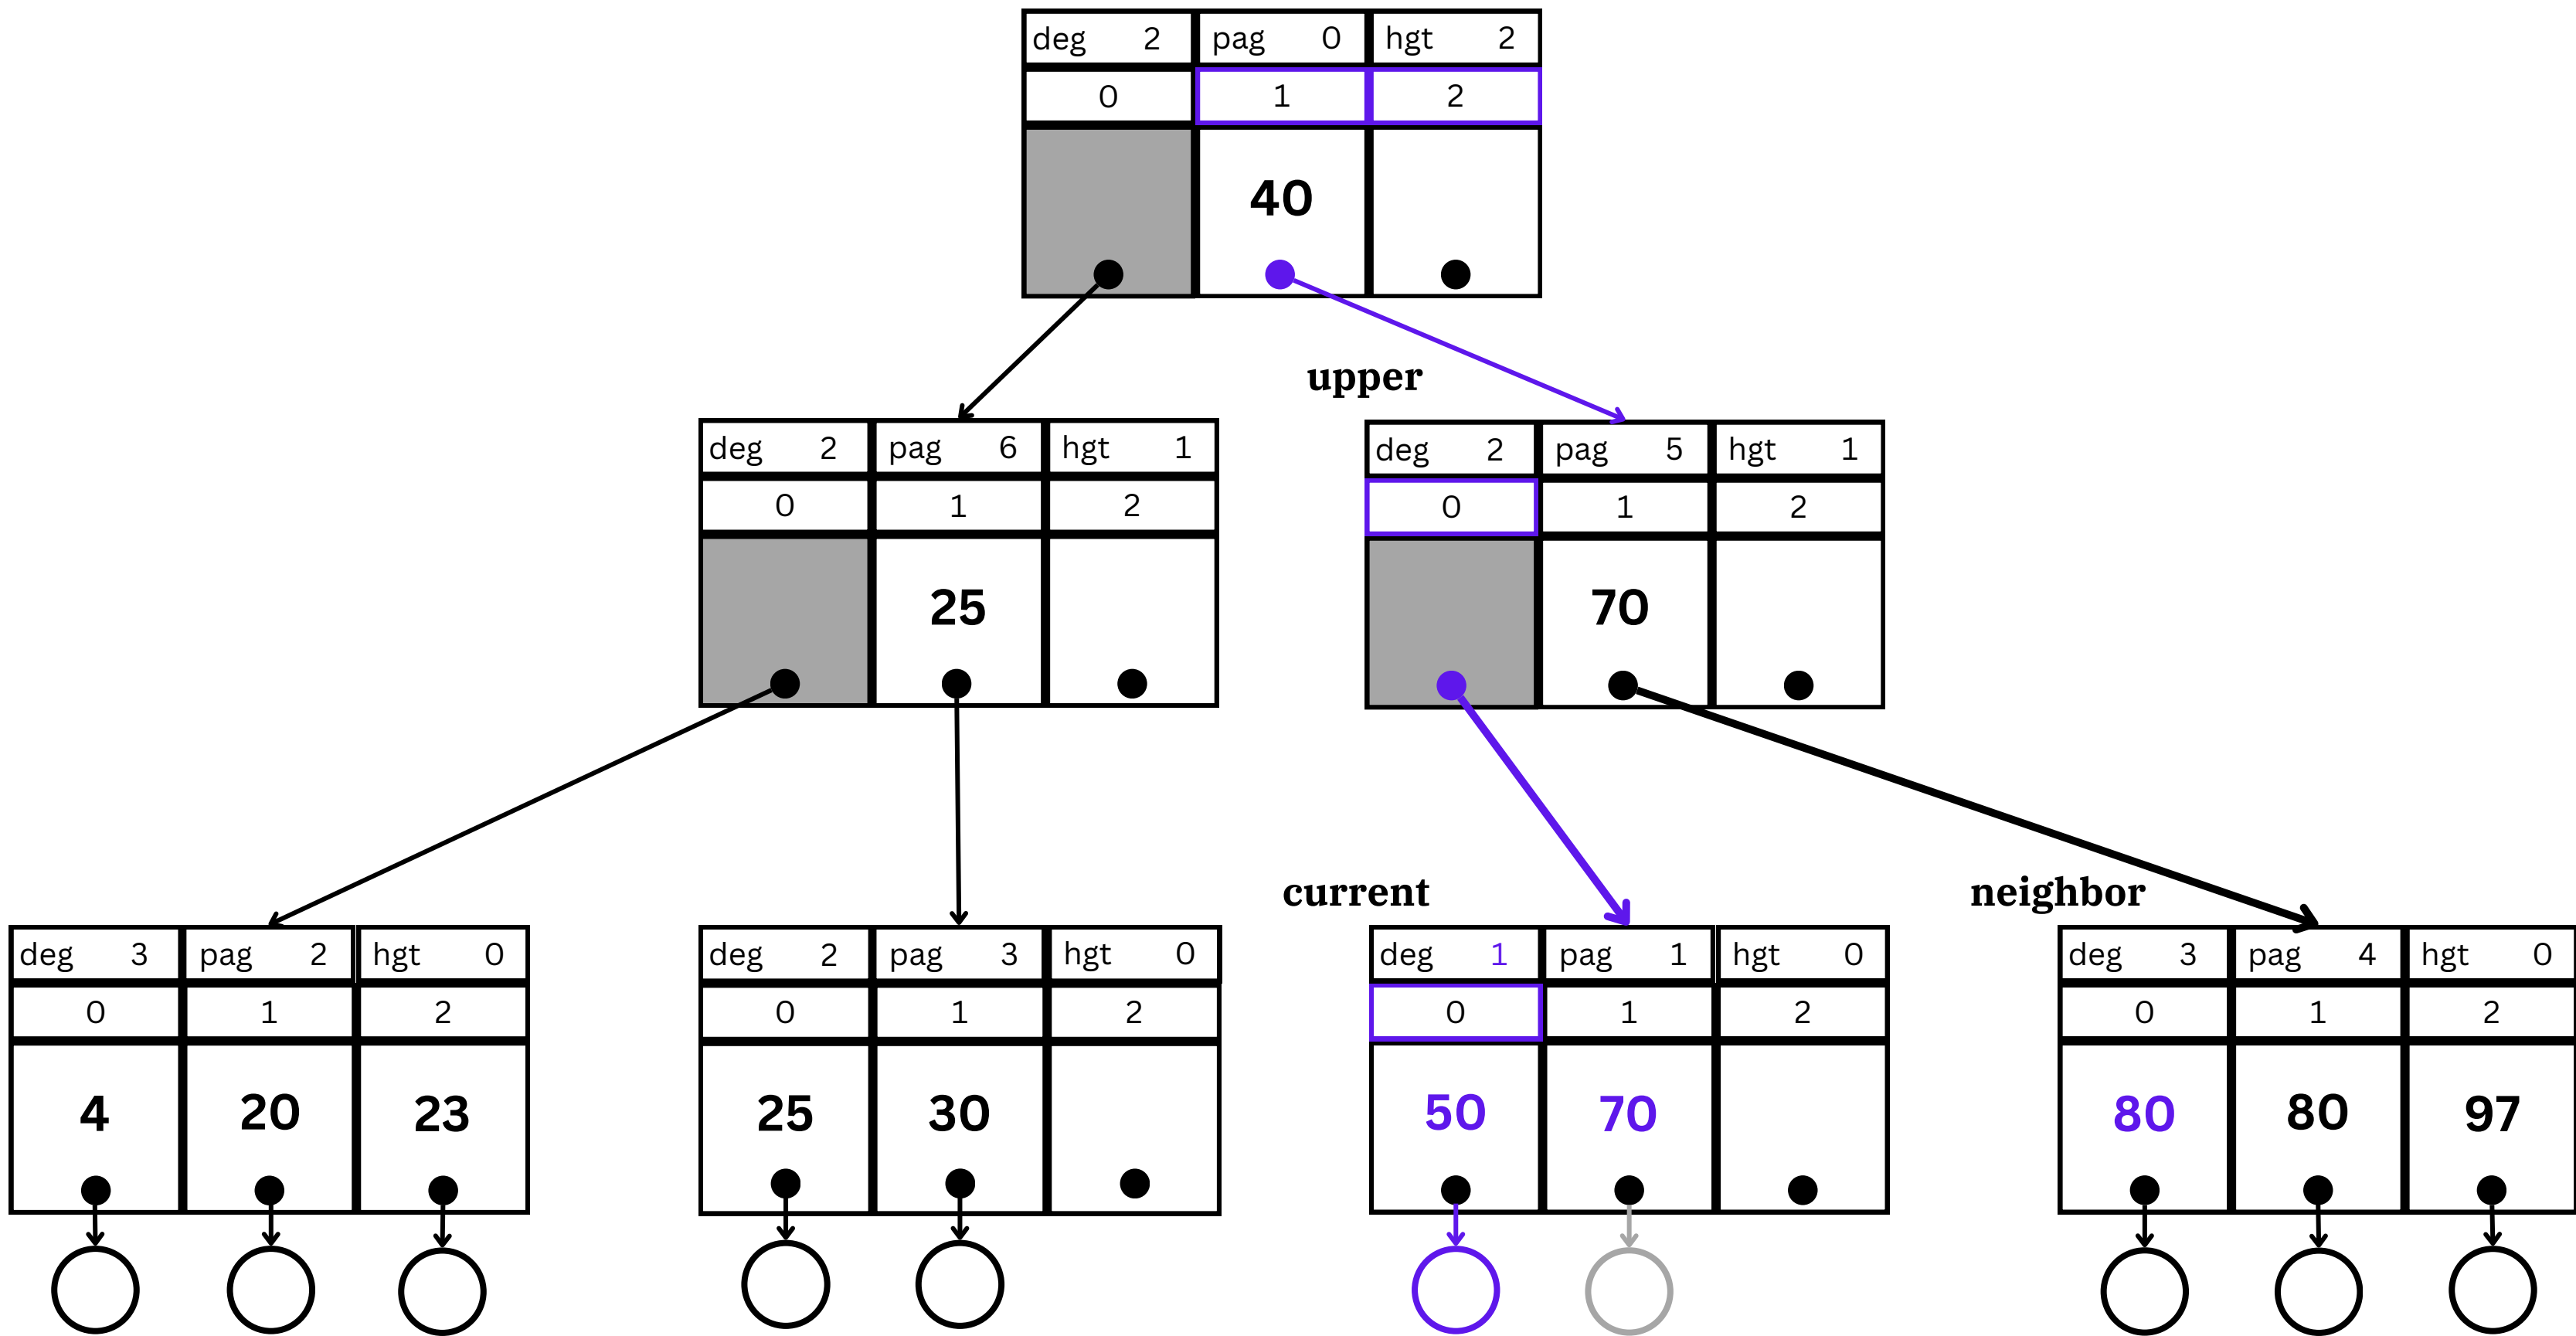 deg 2 pag 0 hgt 2
0 1 2
40
upper
deg 2 pag 6 hgt 1
0 1 2
25
deg 2 pag 5 hgt 1
0 1 2
70
current
neighbor
deg 3 pag 2 hgt 0
0 1 2
4 20 23
deg 2 pag 3 hgt 0
0 1 2
25 30
deg 1 pag 1 hgt 0
0 1 2
50 70
deg 3 pag 4 hgt 0
0 1 2
80 80 97